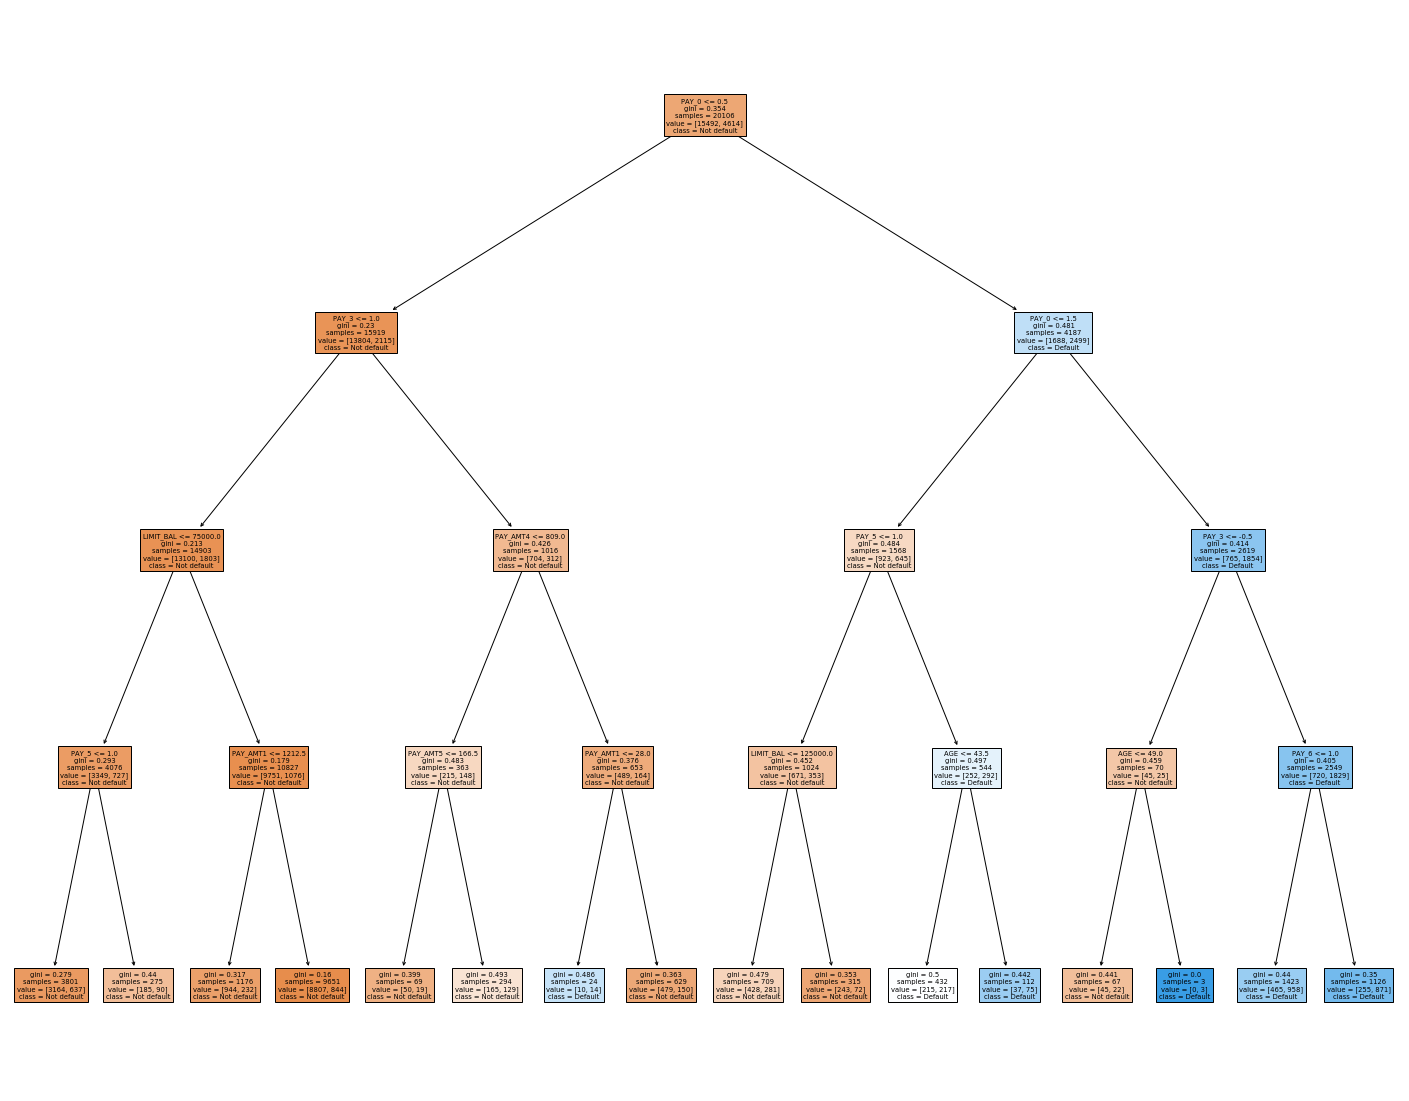 PAY_0 <= 0.5
gini = 0.354
samples = 20106
value = [15492, 4614]
class = Not default
PAY_3 <= 1.0
gini = 0.23
samples = 15919
value = [13804, 2115]
class = Not default
PAY_0 <= 1.5
gini = 0.481
samples = 4187
value = [1688, 2499]
class = Default
LIMIT_BAL <= 75000.0
gini = 0.213
samples = 14903
value = [13100, 1803]
class = Not default
PAY_AMT4 <= 809.0
gini = 0.426
samples = 1016
value = [704, 312]
class = Not default
PAY_5 <= 1.0
gini = 0.484
samples = 1568
value = [923, 645]
class = Not default
PAY_3 <= -0.5
gini = 0.414
samples = 2619
value = [765, 1854]
class = Default
PAY_5 <= 1.0
gini = 0.293
samples = 4076
value = [3349, 727]
class = Not default
PAY_AMT1 <= 1212.5
gini = 0.179
samples = 10827
value = [9751, 1076]
class = Not default
PAY_AMT5 <= 166.5
gini = 0.483
samples = 363
value = [215, 148]
class = Not default
PAY_AMT1 <= 28.0
gini = 0.376
samples = 653
value = [489, 164]
class = Not default
LIMIT_BAL <= 125000.0
gini = 0.452
samples = 1024
value = [671, 353]
class = Not default
AGE <= 43.5
gini = 0.497
samples = 544
value = [252, 292]
class = Default
AGE <= 49.0
gini = 0.459
samples = 70
value = [45, 25]
class = Not default
PAY_6 <= 1.0
gini = 0.405
samples = 2549
value = [720, 1829]
class = Default
gini = 0.279
samples = 3801
value = [3164, 637]
class = Not default
gini = 0.44
samples = 275
value = [185, 90]
class = Not default
gini = 0.317
samples = 1176
value = [944, 232]
class = Not default
gini = 0.16
samples = 9651
value = [8807, 844]
class = Not default
gini = 0.399
samples = 69
value = [50, 19]
class = Not default
gini = 0.493
samples = 294
value = [165, 129]
class = Not default
gini = 0.486
samples = 24
value = [10, 14]
class = Default
gini = 0.363
samples = 629
value = [479, 150]
class = Not default
gini = 0.479
samples = 709
value = [428, 281]
class = Not default
gini = 0.353
samples = 315
value = [243, 72]
class = Not default
gini = 0.5
samples = 432
value = [215, 217]
class = Default
gini = 0.442
samples = 112
value = [37, 75]
class = Default
gini = 0.441
samples = 67
value = [45, 22]
class = Not default
gini = 0.0
samples = 3
value = [0, 3]
class = Default
gini = 0.44
samples = 1423
value = [465, 958]
class = Default
gini = 0.35
samples = 1126
value = [255, 871]
class = Default